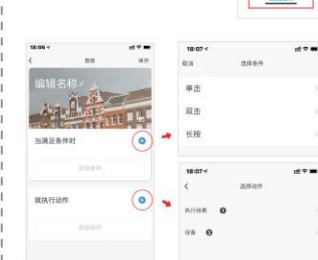 18:06
智能
保存
编辑名称
当满足条件时
添加条件
就执行动作
添加动作
18:07
取消
选择条件
单击
双击
长按
18:07
选择动作
执行场景 ❶
设备 ❷